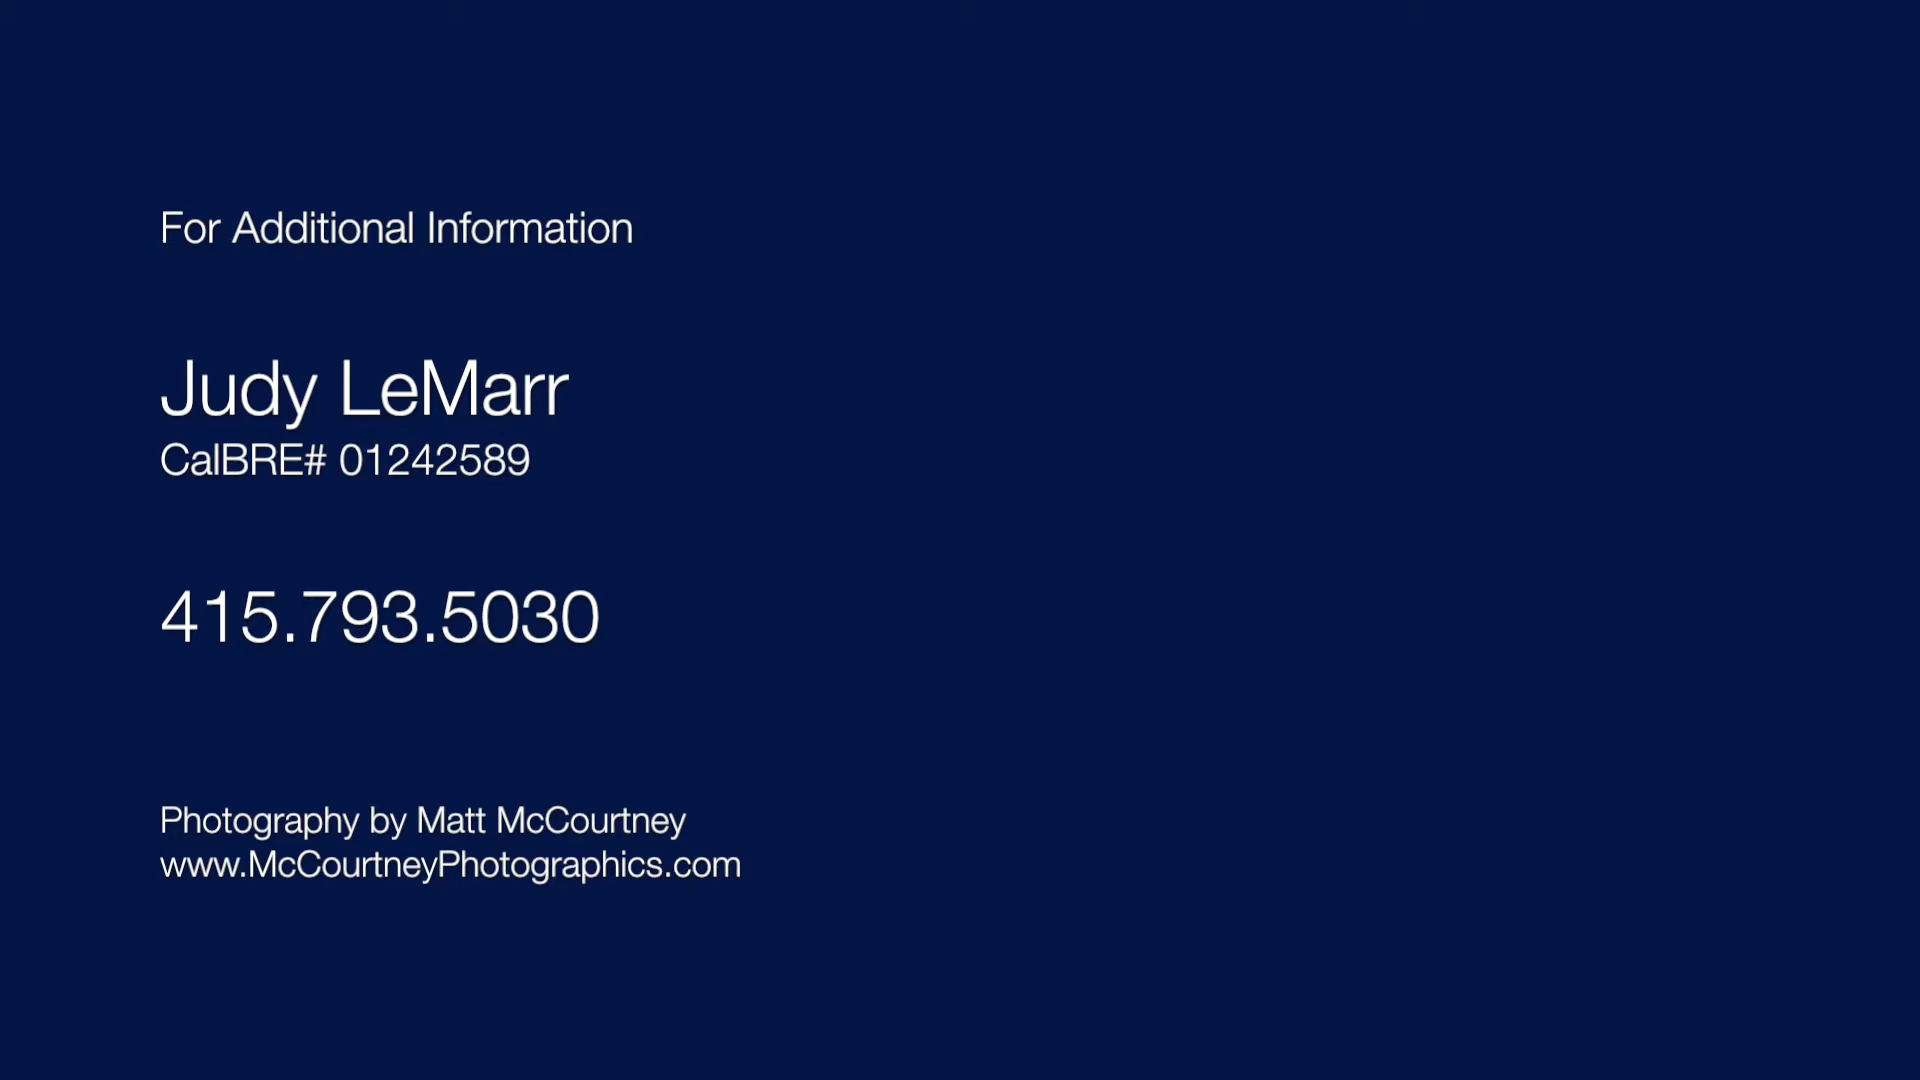 For Additional Information
Judy LeMarr
CalBRE# 01242589
415.793.5030
Photography by Matt McCourtney
www.McCourtneyPhotographics.com